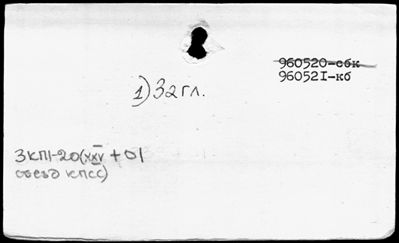 960520-сбк
960521-кб
1) 32 гл.
3КП1-20(XXV + 01
съезд КПСС)